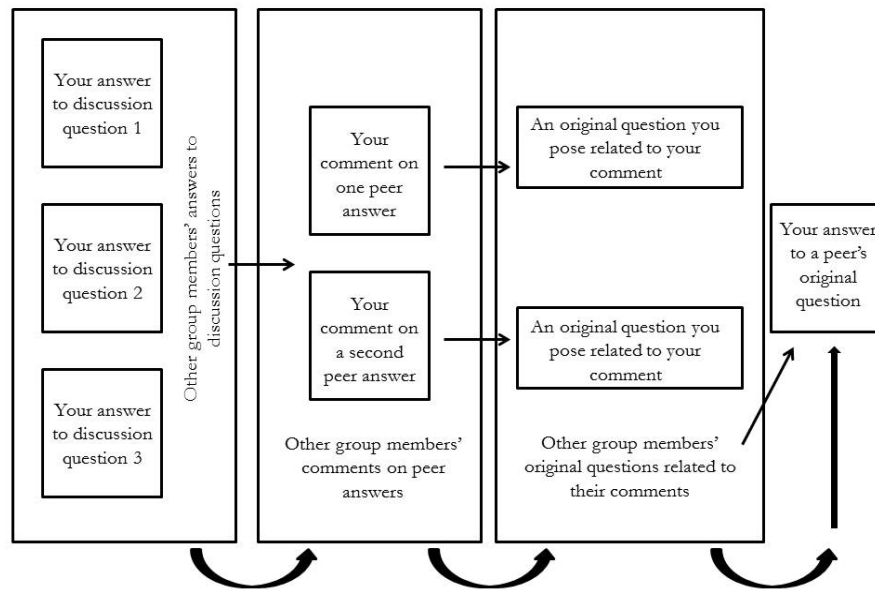 Your answer
to discussion
question 1
Your answer
to discussion
question 2
Your answer
to discussion
question 3
Other group members' answers to
discussion questions
Your
comment on
one peer
answer
Your
comment on
a second
peer answer
Other group members'
comments on peer
answers
An original question you
pose related to your
comment
An original question you
pose related to your
comment
Other group members'
original questions related to
their comments
Your answer
to a peer's
original
question